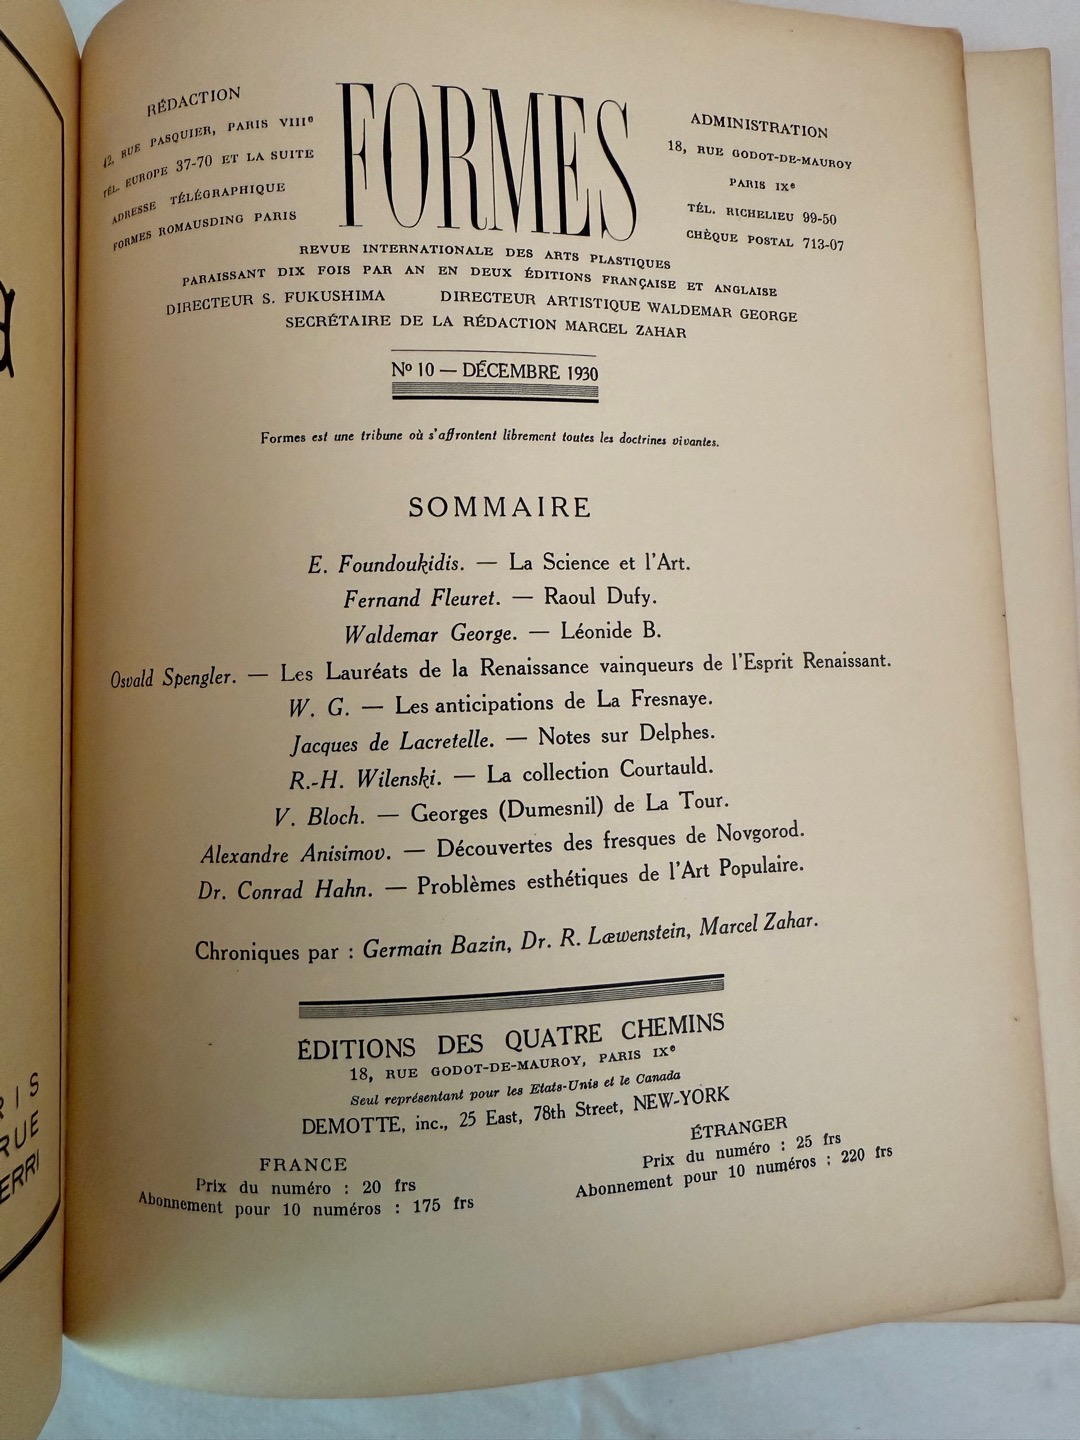 RIS
RUE
ERRI
RÉDACTION
42, RUE PASQUIER, PARIS VIIIe
TÉL. EUROPE 37-70 ET LA SUITE
ADRESSE TÉLÉGRAPHIQUE
FORMES ROMAUSDING PARIS
FORMES
ADMINISTRATION
18, RUE GODOT-DE-MAUROY
PARIS IXe
TÉL. RICHELIEU 99-50
CHÈQUE POSTAL 713-07
REVUE INTERNATIONALE DES ARTS PLASTIQUES
PARAISSANT DIX FOIS PAR AN EN DEUX ÉDITIONS FRANÇAISE ET ANGLAISE
DIRECTEUR S. FUKUSHIMA DIRECTEUR ARTISTIQUE WALDEMAR GEORGE
SECRÉTAIRE DE LA RÉDACTION MARCEL ZAHAR
No 10 — DÉCEMBRE 1930
Formes est une tribune où s'affrontent librement toutes les doctrines vivantes.
SOMMAIRE
E. Foundoukidis. — La Science et l'Art.
Fernand Fleuret. — Raoul Dufy.
Waldemar George. — Léonide B.
Osvald Spengler. — Les Lauréats de la Renaissance vainqueurs de l'Esprit Renaissant.
W. G. — Les anticipations de La Fresnaye.
Jacques de Lacretelle. — Notes sur Delphes.
R.-H. Wilenski. — La collection Courtauld.
V. Bloch. — Georges (Dumesnil) de La Tour.
Alexandre Anisimov. — Découvertes des fresques de Novgorod.
Dr. Conrad Hahn. — Problèmes esthétiques de l'Art Populaire.
Chroniques par : Germain Bazin, Dr. R. Lœwenstein, Marcel Zahar.
ÉDITIONS DES QUATRE CHEMINS
18, RUE GODOT-DE-MAUROY, PARIS IXe
Seul représentant pour les Etats-Unis et le Canada
DEMOTTE, inc., 25 East, 78th Street, NEW-YORK
FRANCE
Prix du numéro : 20 frs
Abonnement pour 10 numéros : 175 frs
ÉTRANGER
Prix du numéro : 25 frs
Abonnement pour 10 numéros : 220 frs